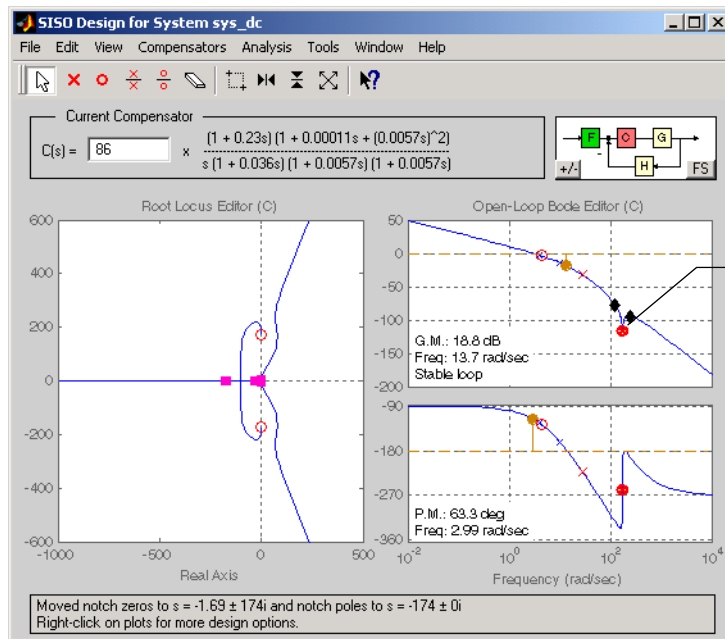 SISO Design for System sys_dc
File Edit View Compensators Analysis Tools Window Help
Current Compensator
C(s) = 86 x (1 + 0.23s) (1 + 0.00011s + (0.0057s)^2)
s (1 + 0.036s) (1 + 0.0057s) (1 + 0.0057s)
F C G
H
+/- FS
Root Locus Editor (C)
600
400
200
0
-200
-400
-600
-1000 -500 0 500
Real Axis
Open-Loop Bode Editor (C)
50
0
-50
-100
-150
-200
G.M.: 18.8 dB
Freq: 13.7 rad/sec
Stable loop
-90
-180
-270
-360
P.M.: 63.3 deg
Freq: 2.99 rad/sec
10^-2 10^0 10^2 10^4
Frequency (rad/sec)
Moved notch zeros to s = -1.69 ± 174i and notch poles to s = -174 ± 0i
Right-click on plots for more design options.